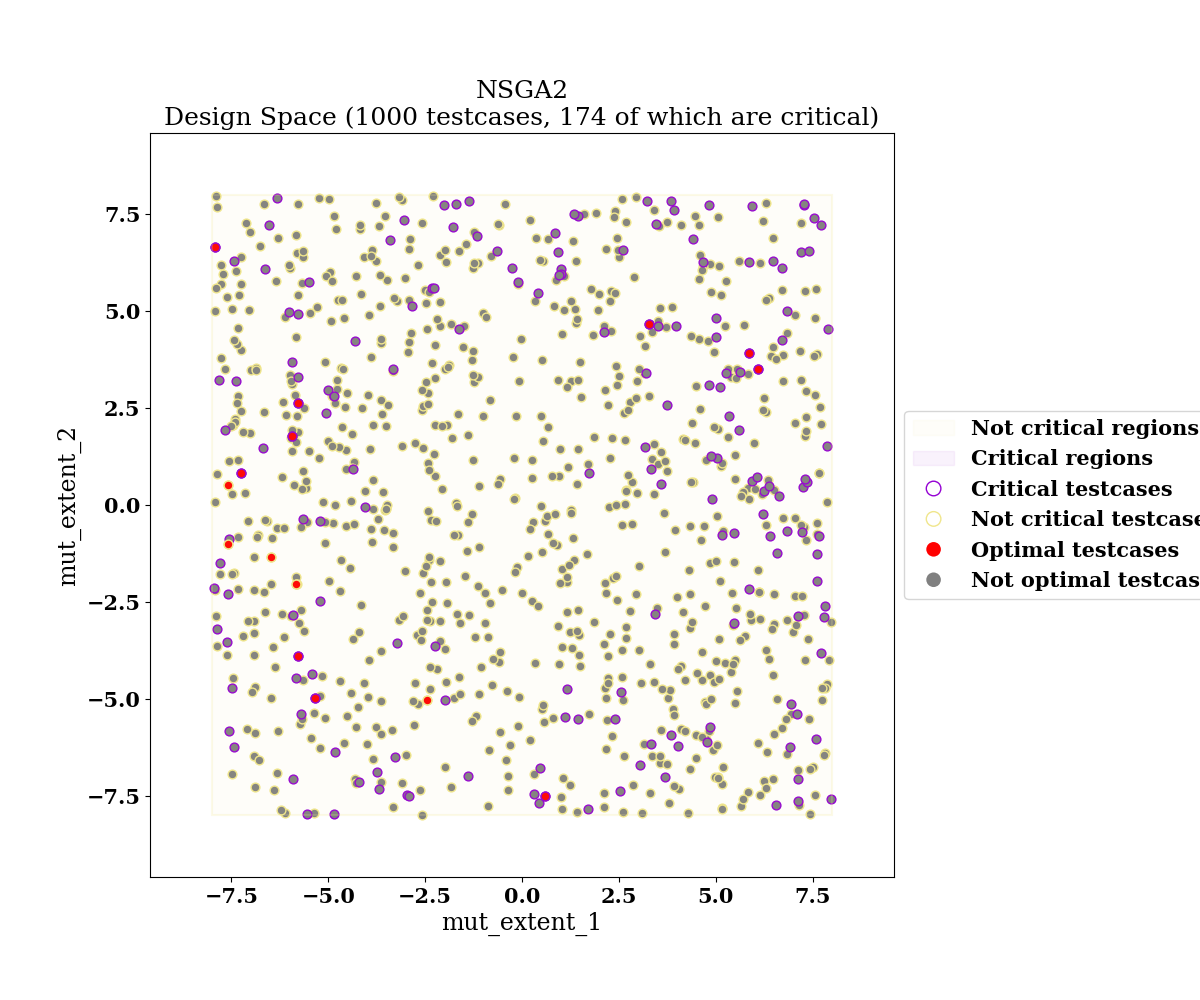 NSGA2
Design Space (1000 testcases, 174 of which are critical)
mut_extent_2
7.5
5.0
2.5
0.0
−2.5
−5.0
−7.5
−7.5
−5.0
−2.5
0.0
2.5
5.0
7.5
mut_extent_1
Not critical regions
Critical regions
Critical testcases
Not critical testcase
Optimal testcases
Not optimal testcas